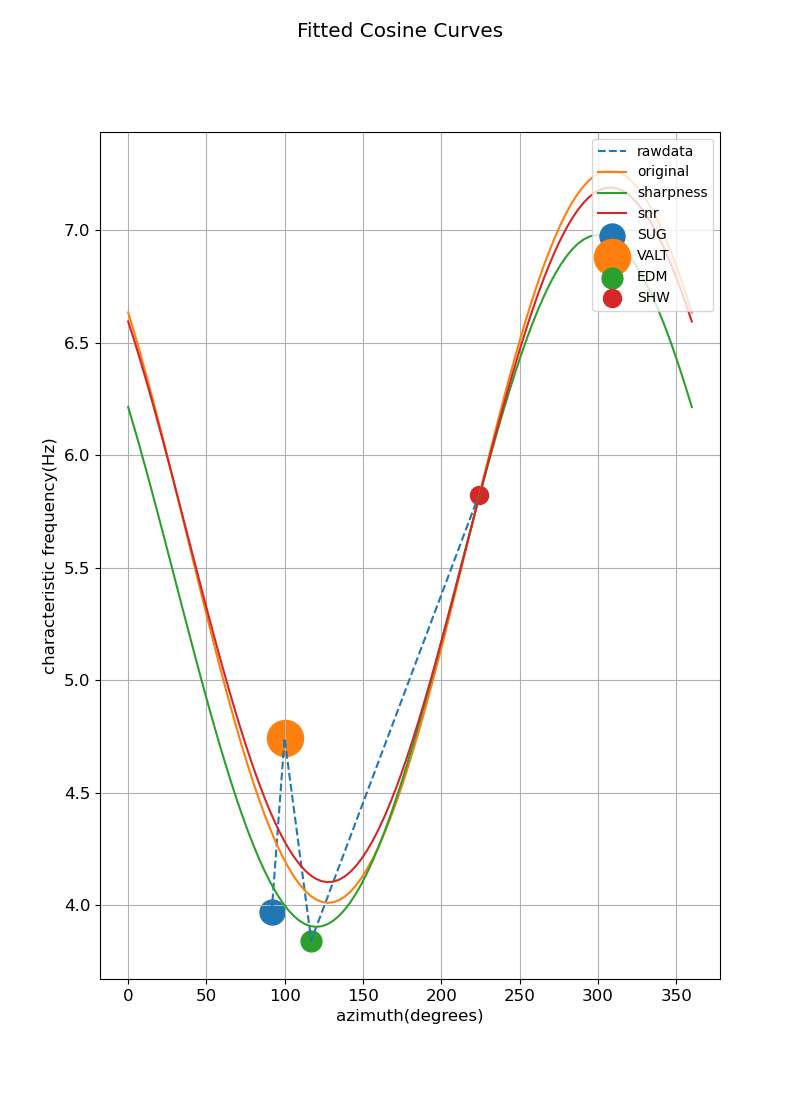 Fitted Cosine Curves
rawdata
original
sharpness
snr
SUG
VALT
EDM
SHW
7.0
6.5
6.0
5.5
5.0
4.5
4.0
characteristic frequency(Hz)
0 50 100 150 200 250 300 350
azimuth(degrees)